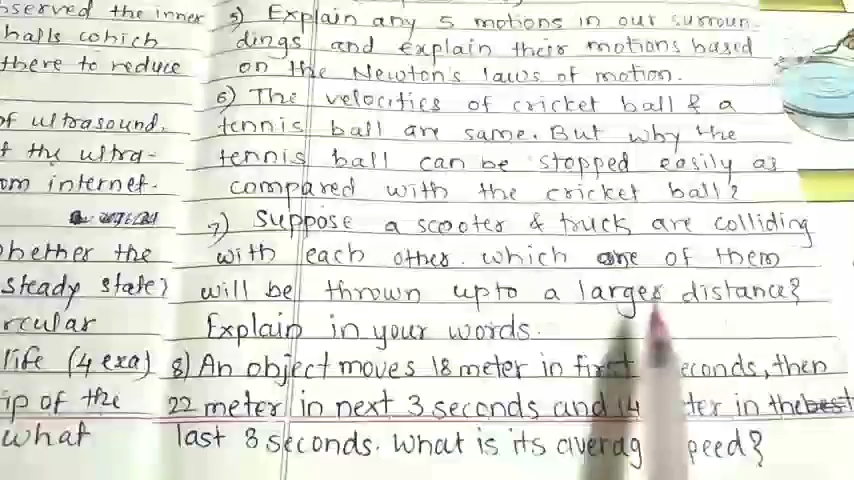 served the inner
balls which
there to reduce
of ultrasound.
the ultra-
om internet.
hether the
steady state?
rcular
life (4 exa)
ip of the
what
5) Explain any 5 motions in our surroun-
dings and explain their motions based
on the Newton's laws of motion.
6) The velocities of cricket ball & a
tennis ball are same. But why the
tennis ball can be stopped easily as
compared with the cricket ball?
7) Suppose a scooter & truck are colliding
with each other. which one of them
will be thrown upto a larger distance?
Explain in your words.
8) An object moves 18 meter in first econds, then
22 meter in next 3 seconds and 14 ter in the
last 3 seconds. What is its averag peed?